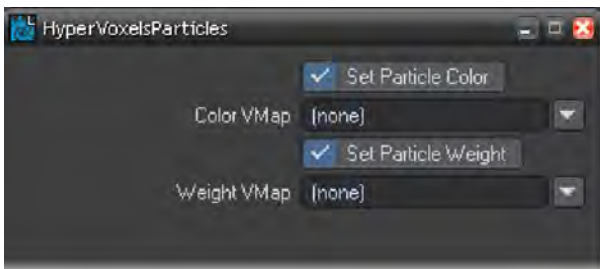 HyperVoxelsParticles
Set Particle Color
Color VMap (none)
Set Particle Weight
Weight VMap (none)